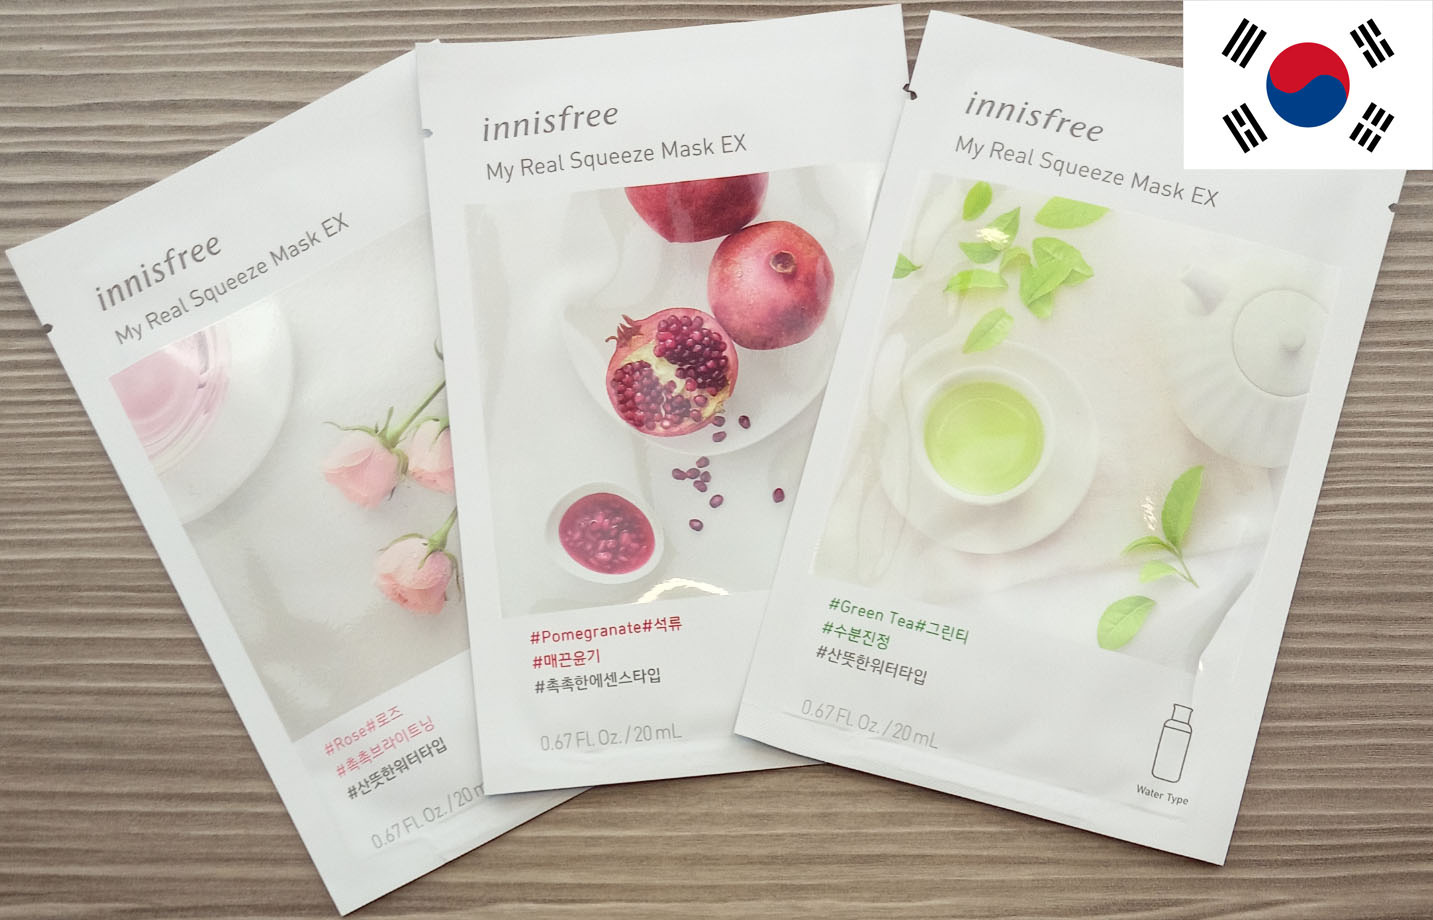 innisfree
My Real Squeeze Mask EX
#Rose#로즈
#촉촉브라이트닝
#산뜻한워터타입
0.67 FL. Oz. / 20 m
innisfree
My Real Squeeze Mask EX
#Pomegranate#석류
#매끈윤기
#촉촉한에센스타입
0.67 FL. Oz. / 20 mL
innisfree
My Real Squeeze Mask EX
#Green Tea#그린티
#수분진정
#산뜻한워터타입
0.67 FL. Oz. / 20 mL
Water Type